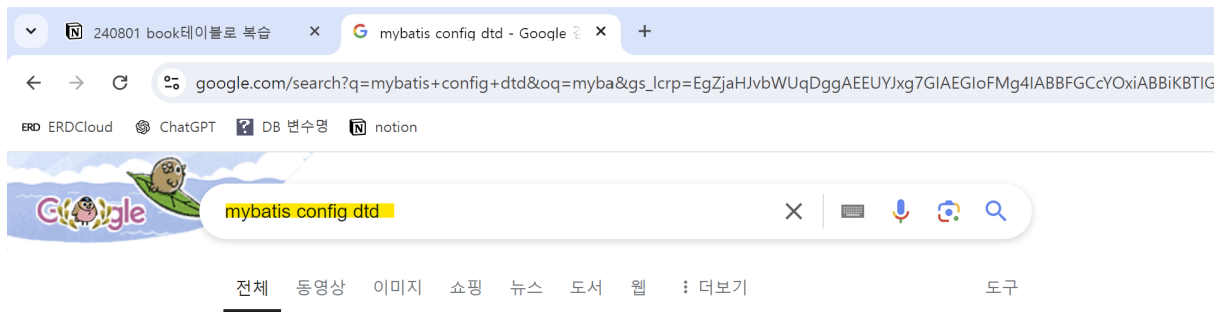 240801 book테이블로 복습
mybatis config dtd - Google
google.com/search?q=mybatis+config+dtd&oq=myba&gs_lcrp=EgZjaHJvbWUqDggAEEUYJxg7GIAEGIoFMg4IABBFGCcYOxiABBiKBTIG
ERD ERDCloud ChatGPT ? DB 변수명 N notion
Google
mybatis config dtd
전체 동영상 이미지 쇼핑 뉴스 도서 웹 더보기 도구